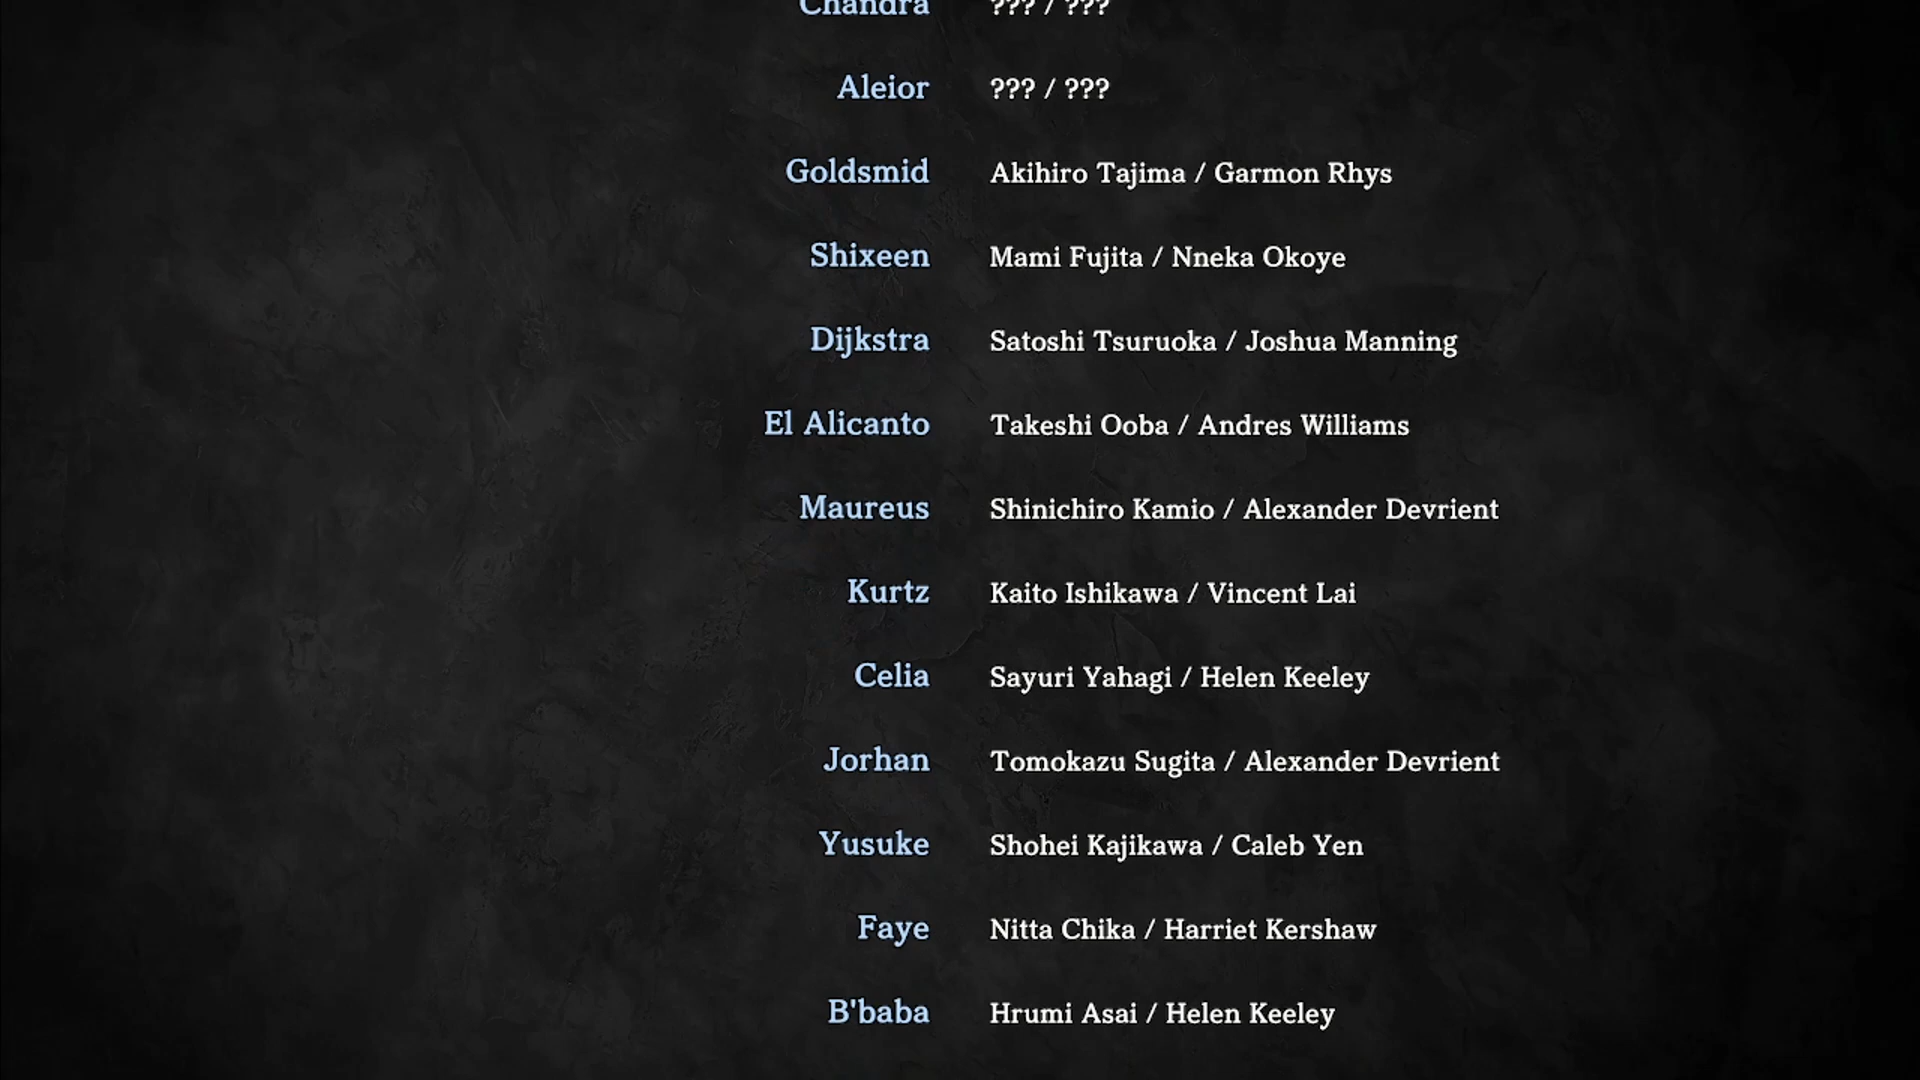 Chandra ??? / ???
Aleior ??? / ???
Goldsmid Akihiro Tajima / Garmon Rhys
Shixeen Mami Fujita / Nneka Okoye
Dijkstra Satoshi Tsuruoka / Joshua Manning
El Alicanto Takeshi Ooba / Andres Williams
Maureus Shinichiro Kamio / Alexander Devrient
Kurtz Kaito Ishikawa / Vincent Lai
Celia Sayuri Yahagi / Helen Keeley
Jorhan Tomokazu Sugita / Alexander Devrient
Yusuke Shohei Kajikawa / Caleb Yen
Faye Nitta Chika / Harriet Kershaw
B'baba Hrumi Asai / Helen Keeley